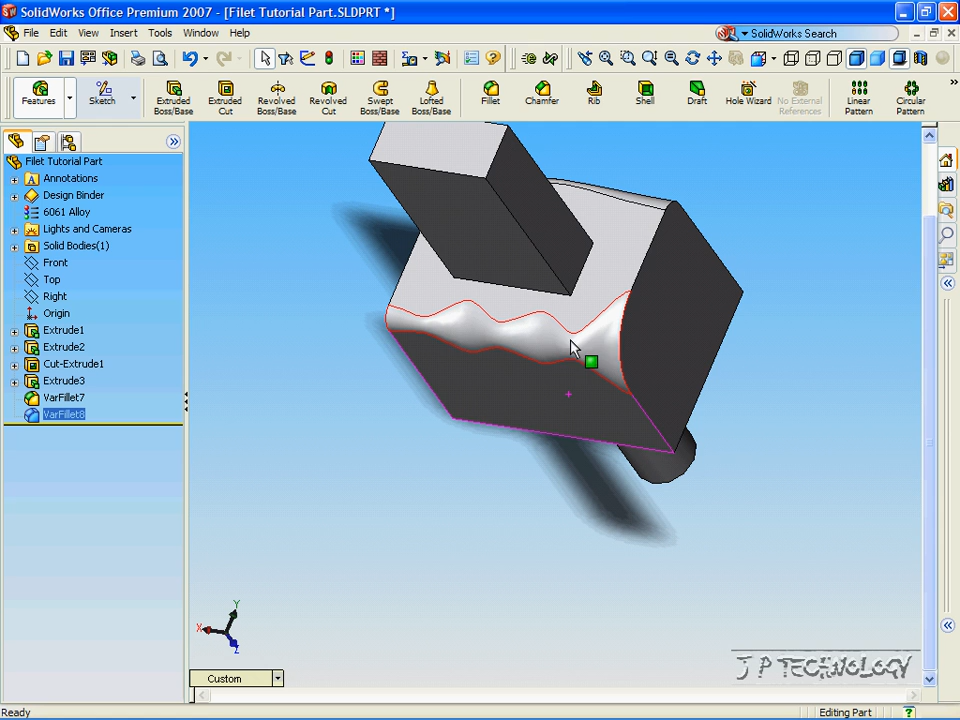 SolidWorks Office Premium 2007 - [Filet Tutorial Part.SLDPRT *]
File Edit View Insert Tools Window Help SolidWorks Search
Features Sketch Extruded Boss/Base Extruded Cut Revolved Boss/Base Revolved Cut Swept Boss/Base Lofted Boss/Base Fillet Chamfer Rib Shell Draft Hole Wizard No External References Linear Pattern Circular Pattern
Filet Tutorial Part
A Annotations
Design Binder
6061 Alloy
Lights and Cameras
Solid Bodies(1)
Front
Top
Right
Origin
Extrude1
Extrude2
Cut-Extrude1
Extrude3
VarFillet7
VarFillet8
Y
X
Z
Custom
J P TECHNOLOGY
Ready Editing Part ?